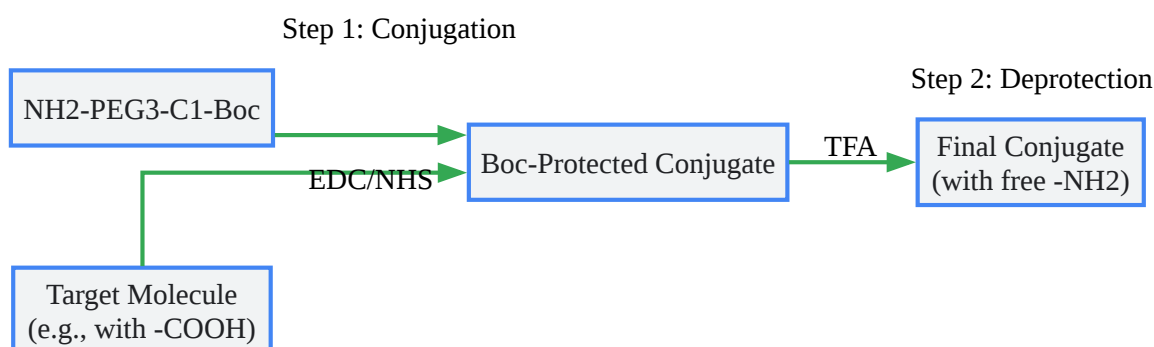 Step 1: Conjugation
NH2-PEG3-C1-Boc
Step 2: Deprotection
EDC/NHS
Boc-Protected Conjugate
TFA
Final Conjugate
(with free -NH2)
Target Molecule
(e.g., with -COOH)